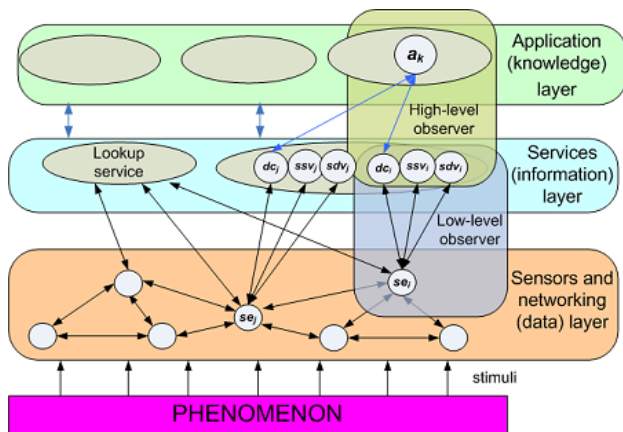 Application
(knowledge)
layer
a_k
High-level
observer
Lookup
service
dc_j
ssv_j
sdv_j
dc_i
ssv_i
sdv_i
Services
(information)
layer
Low-level
observer
se_i
se_j
Sensors and
networking
(data) layer
stimuli
PHENOMENON